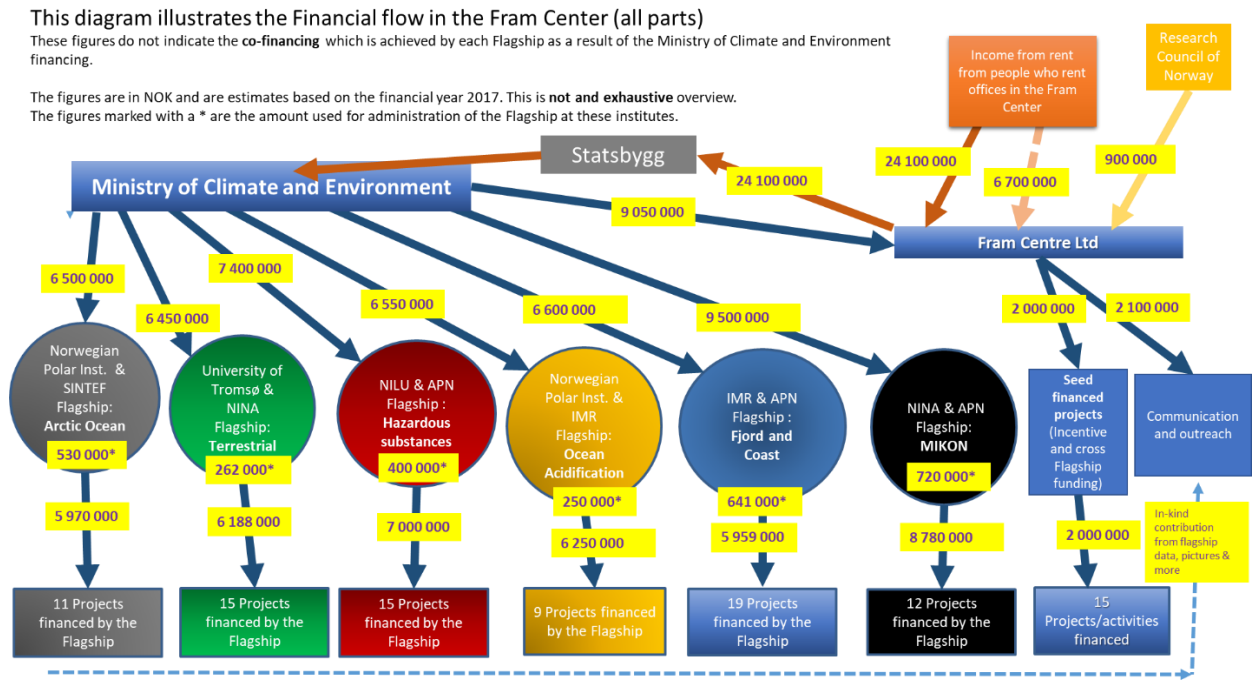 This diagram illustrates the Financial flow in the Fram Center (all parts)
These figures do not indicate the co-financing which is achieved by each Flagship as a result of the Ministry of Climate and Environment
financing.
The figures are in NOK and are estimates based on the financial year 2017. This is not and exhaustive overview.
The figures marked with a * are the amount used for administration of the Flagship at these institutes.
Income from rent
from people who rent
offices in the Fram
Center
Research
Council of
Norway
Statsbygg
24 100 000
6 700 000
900 000
24 100 000
Ministry of Climate and Environment
9 050 000
Fram Centre Ltd
6 500 000
6 450 000
7 400 000
6 550 000
6 600 000
9 500 000
2 000 000
2 100 000
Norwegian
Polar Inst. &
SINTEF
Flagship:
Arctic Ocean
530 000*
University of
Tromsø &
NINA
Flagship:
Terrestrial
262 000*
NILU & APN
Flagship :
Hazardous
substances
400 000*
Norwegian
Polar Inst. &
IMR
Flagship:
Ocean
Acidification
250 000*
IMR & APN
Flagship :
Fjord and
Coast
641 000*
NINA & APN
Flagship:
MIKON
720 000*
Seed
financed
projects
(Incentive
and cross
Flagship
funding)
Communication
and outreach
5 970 000
6 188 000
7 000 000
6 250 000
5 959 000
8 780 000
2 000 000
In-kind
contribution
from flagship
data, pictures &
more
11 Projects
financed by the
Flagship
15 Projects
financed by the
Flagship
15 Projects
financed by the
Flagship
9 Projects financed
by the Flagship
19 Projects
financed by the
Flagship
12 Projects
financed by the
Flagship
15
Projects/activities
financed